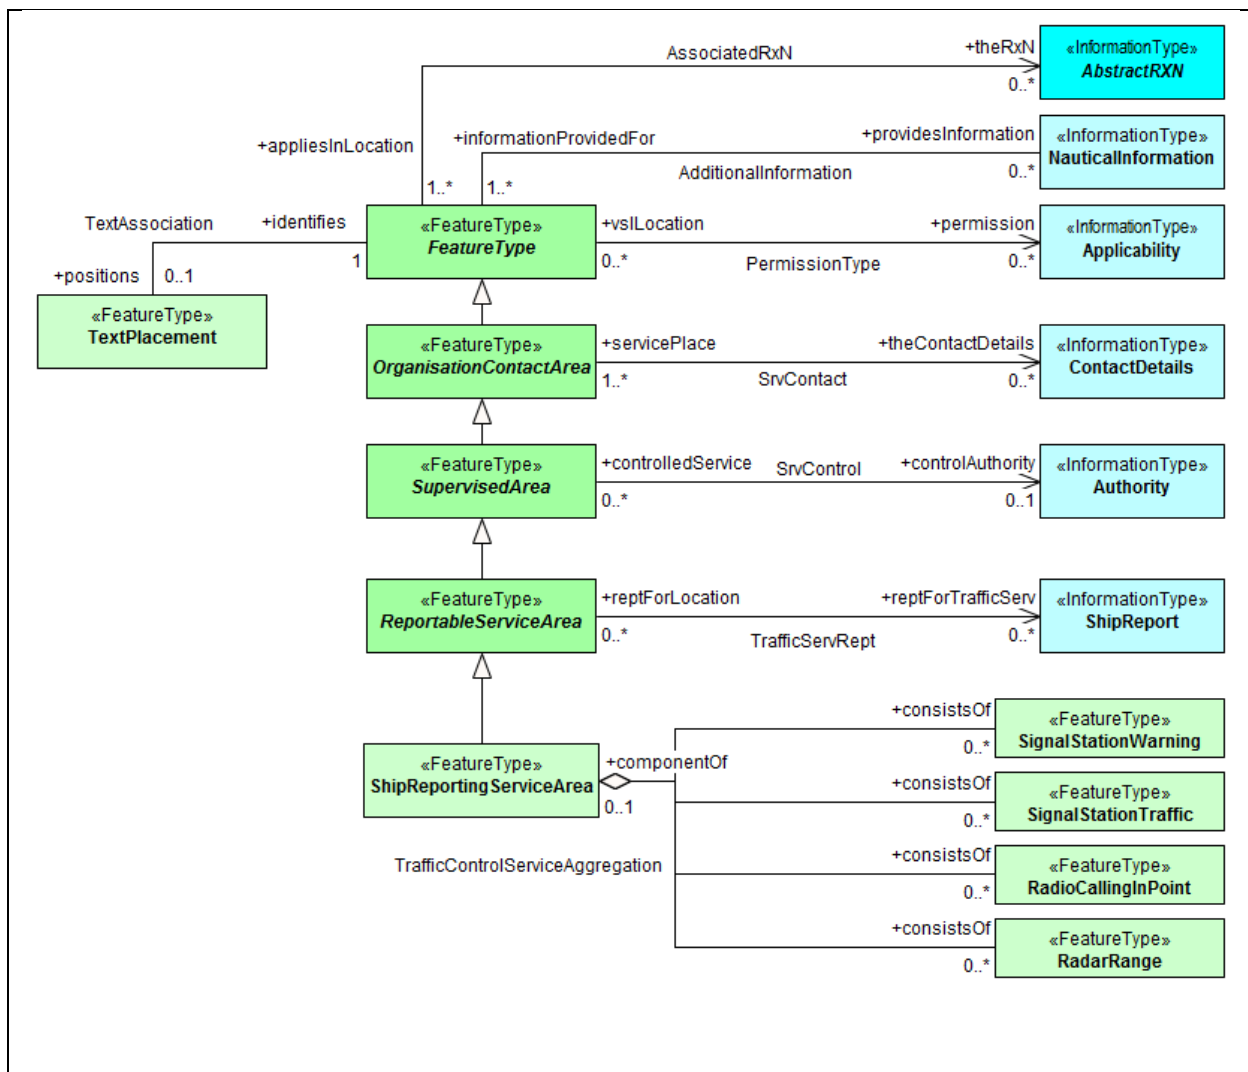 AssociatedRxN
+theRxN
0..*
«InformationType»
AbstractRXN
+appliesInLocation
1..*
+informationProvidedFor
1..*
AdditionalInformation
+providesInformation
0..*
«InformationType»
NauticalInformation
TextAssociation
+identifies
1
+positions
0..1
«FeatureType»
TextPlacement
«FeatureType»
FeatureType
+vslLocation
0..*
PermissionType
+permission
0..*
«InformationType»
Applicability
«FeatureType»
OrganisationContactArea
+servicePlace
1..*
SrvContact
+theContactDetails
0..*
«InformationType»
ContactDetails
«FeatureType»
SupervisedArea
+controlledService
0..*
SrvControl
+controlAuthority
0..1
«InformationType»
Authority
«FeatureType»
ReportableServiceArea
+reptForLocation
0..*
TrafficServRept
+reptForTrafficServ
0..*
«InformationType»
ShipReport
«FeatureType»
ShipReportingServiceArea
+componentOf
0..1
TrafficControlServiceAggregation
+consistsOf
0..*
«FeatureType»
SignalStationWarning
+consistsOf
0..*
«FeatureType»
SignalStationTraffic
+consistsOf
0..*
«FeatureType»
RadioCallingInPoint
+consistsOf
0..*
«FeatureType»
RadarRange